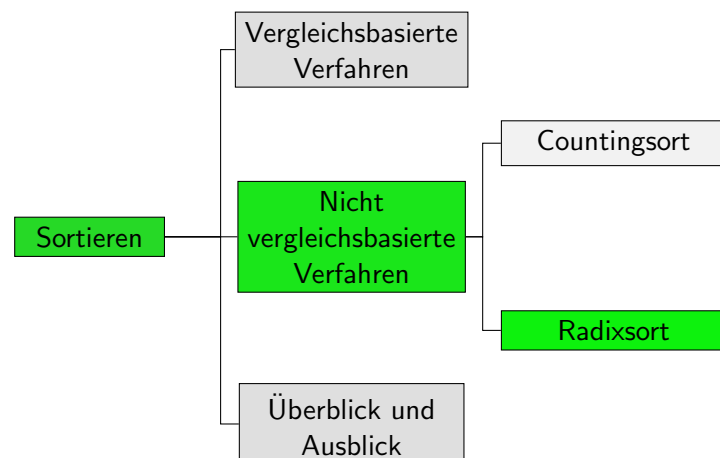 Vergleichsbasierte
Verfahren
Countingsort
Nicht
vergleichsbasierte
Verfahren
Sortieren
Radixsort
Überblick und
Ausblick